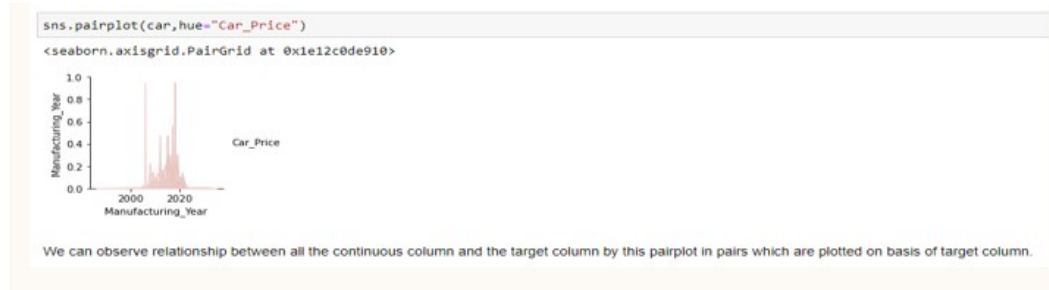 sns.pairplot(car,hue="Car_Price")
<seaborn.axisgrid.PairGrid at 0x1e12c0de910>
1.0
0.8
0.6
0.4
0.2
0.0
Manufacturing_Year
Car_Price
2000 2020
Manufacturing_Year
We can observe relationship between all the continuous column and the target column by this pairplot in pairs which are plotted on basis of target column.